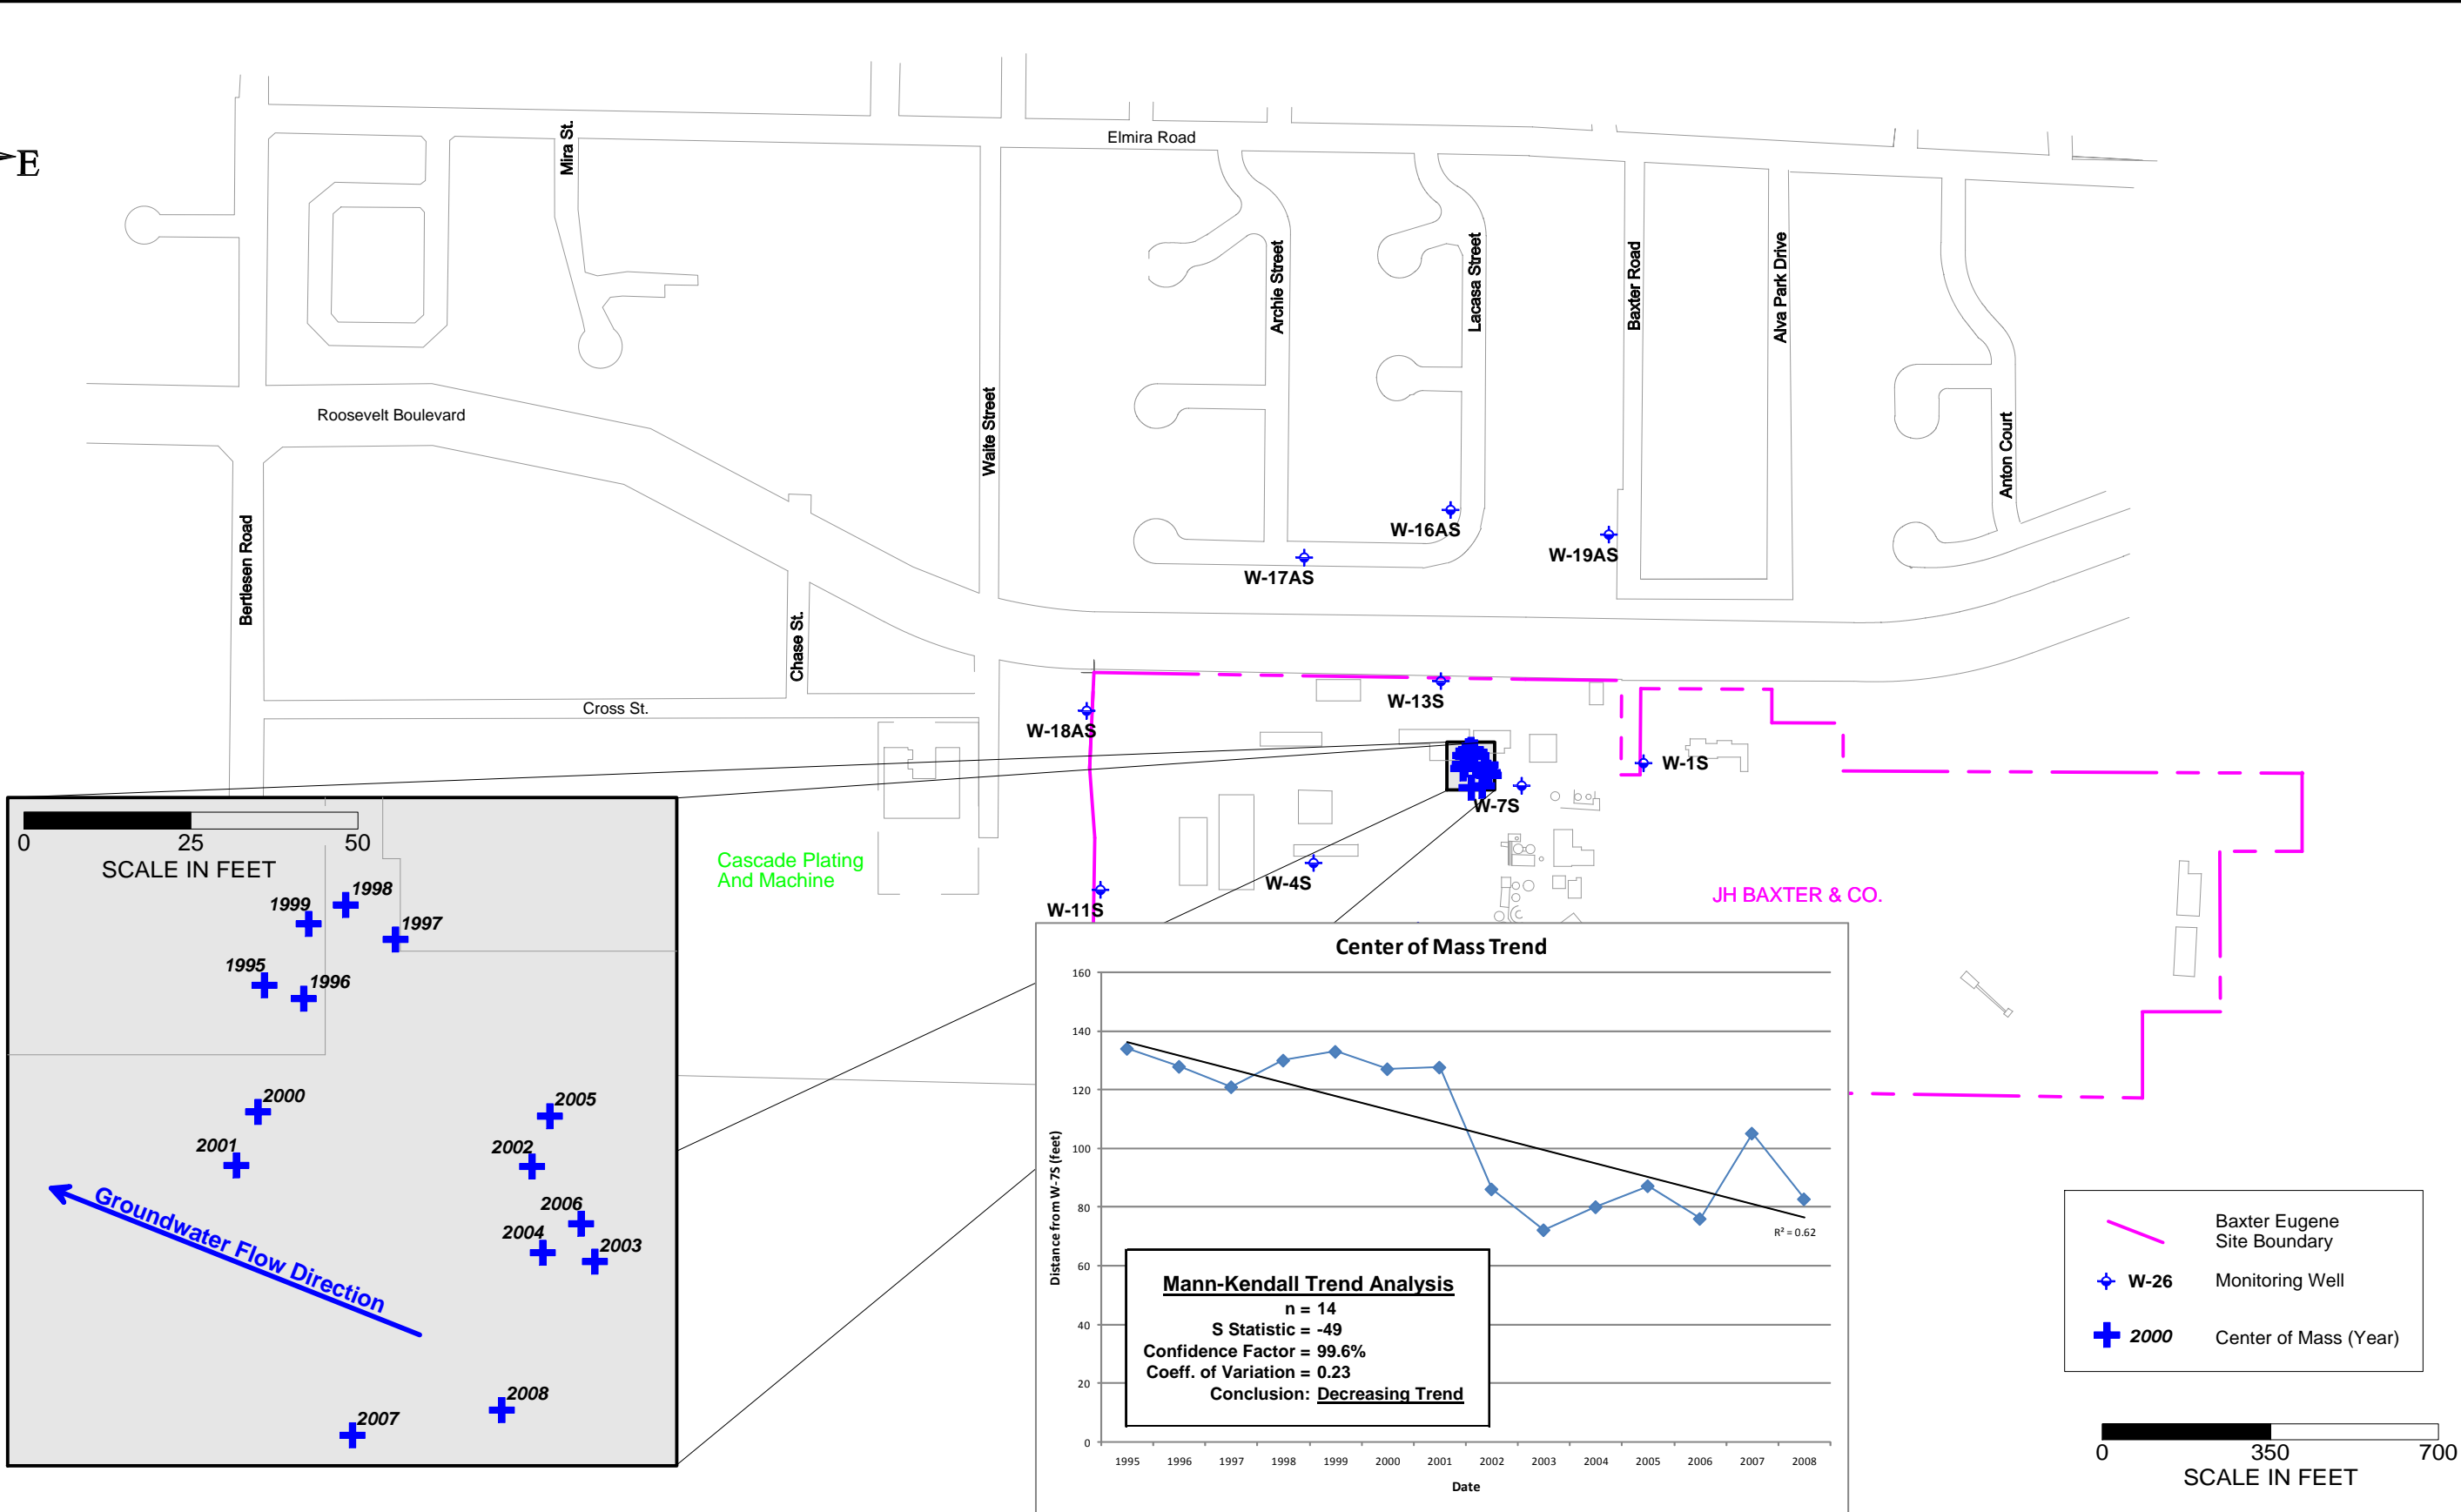 Elmira Road
Mira St.
E
Archie Street
Lacasa Street
Baxter Road
Alva Park Drive
Waite Street
Roosevelt Boulevard
Anton Court
Bertlesen Road
W-16AS
W-19AS
W-17AS
Chase St.
Cross St.
W-13S
W-18AS
W-1S
W-7S
Cascade Plating
And Machine
W-4S
W-11S
JH BAXTER & CO.
0 25 50
SCALE IN FEET
1998
1999
1997
1995
1996
2000
2005
2001
2002
2006
2004
2003
Groundwater Flow Direction
2008
2007
Center of Mass Trend
160
140
120
100
80
60
40
20
0
Distance from W-7S (feet)
R² = 0.62
Mann-Kendall Trend Analysis
n = 14
S Statistic = -49
Confidence Factor = 99.6%
Coeff. of Variation = 0.23
Conclusion: Decreasing Trend
1995 1996 1997 1998 1999 2000 2001 2002 2003 2004 2005 2006 2007 2008
Date
Baxter Eugene
Site Boundary
W-26 Monitoring Well
2000 Center of Mass (Year)
0 350 700
SCALE IN FEET